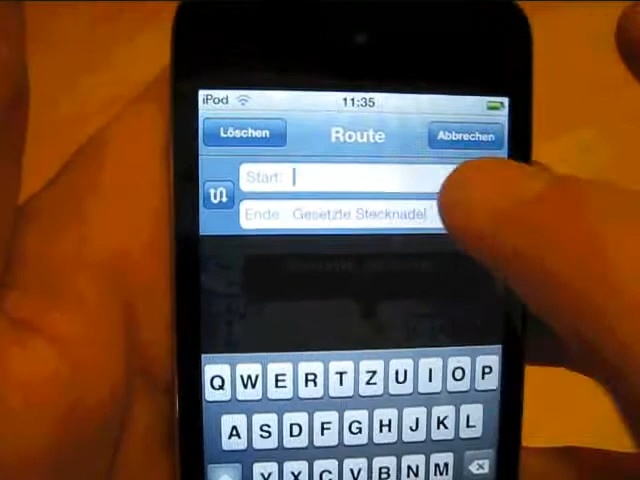 iPod 11:35
Löschen Route Abbrechen
Start:
Ende: Gesetzte Stecknadel
Q W E R T Z U I O P
A S D F G H J K L
Y X C V B N M